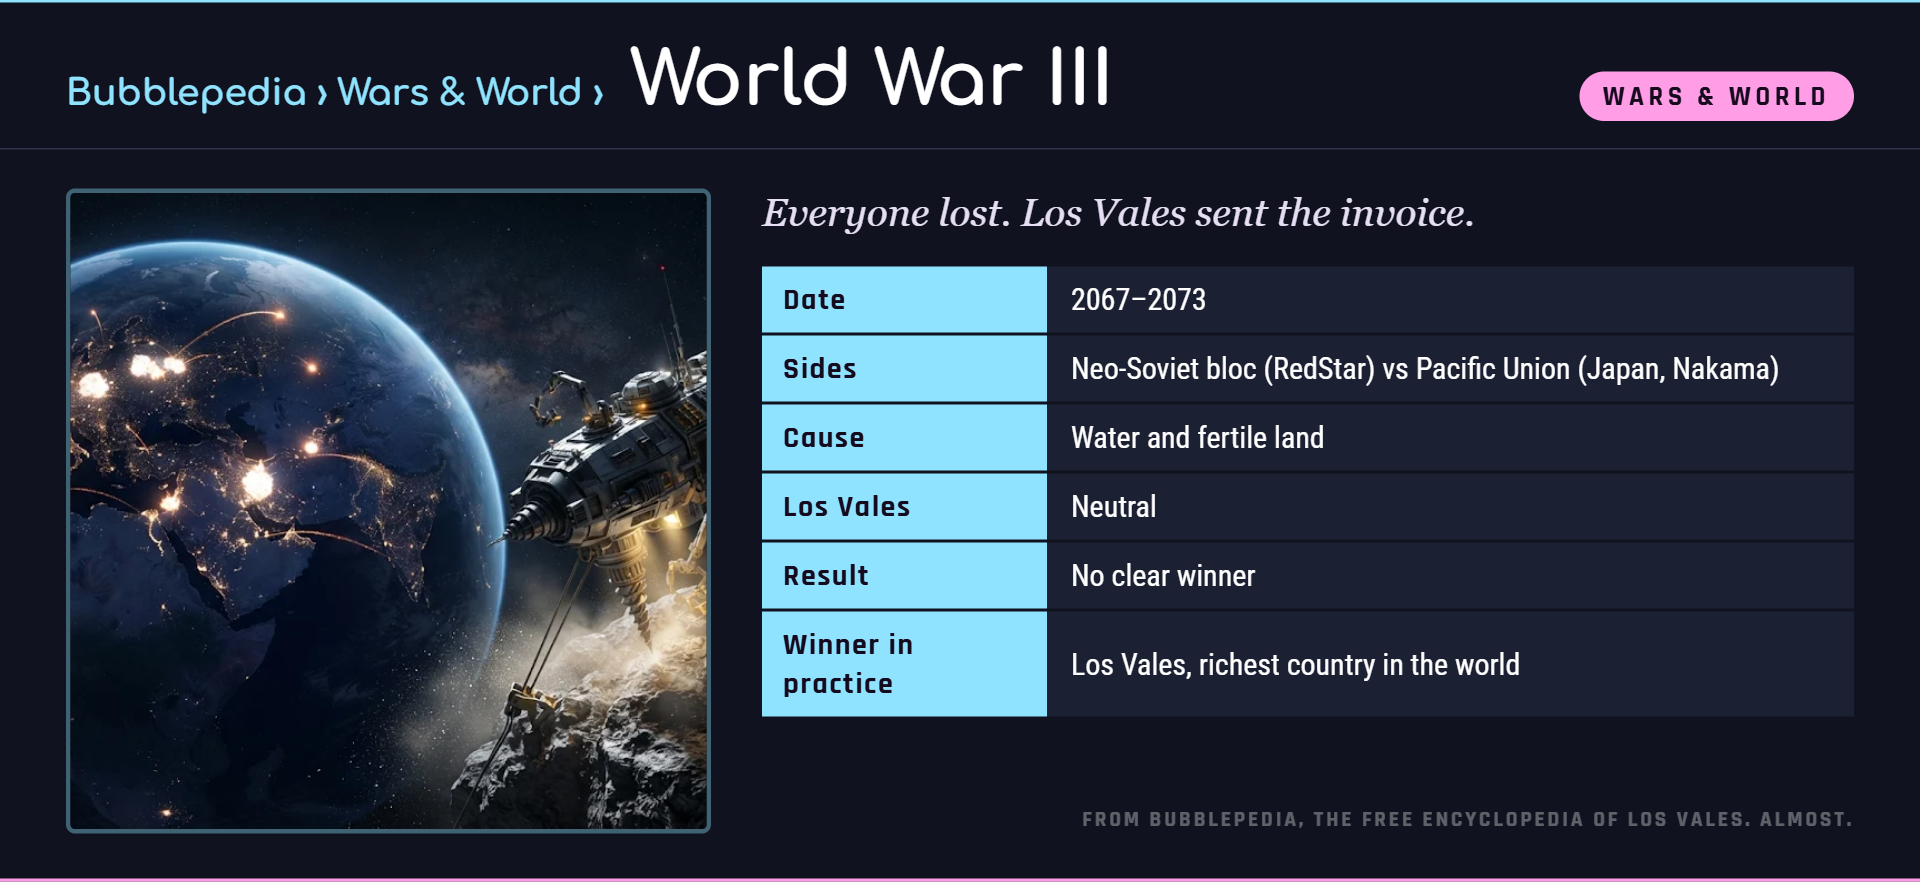 Bubblepedia › Wars & World › World War III
WARS & WORLD
Everyone lost. Los Vales sent the invoice.
Date 2067–2073
Sides Neo-Soviet bloc (RedStar) vs Pacific Union (Japan, Nakama)
Cause Water and fertile land
Los Vales Neutral
Result No clear winner
Winner in
practice
Los Vales, richest country in the world
FROM BUBBLEPEDIA, THE FREE ENCYCLOPEDIA OF LOS VALES. ALMOST.